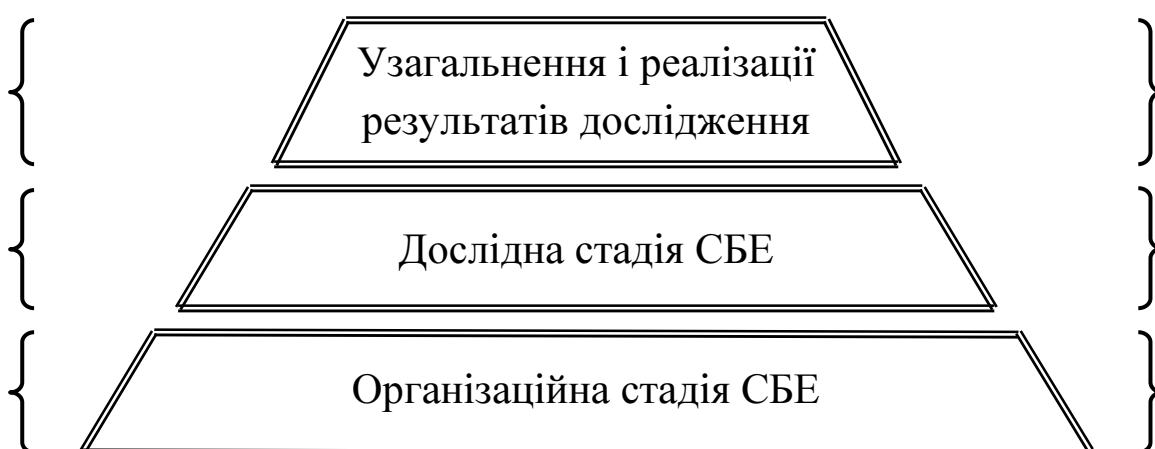 Узагальнення і реалізації
результатів дослідження
Дослідна стадія СБЕ
Організаційна стадія СБЕ